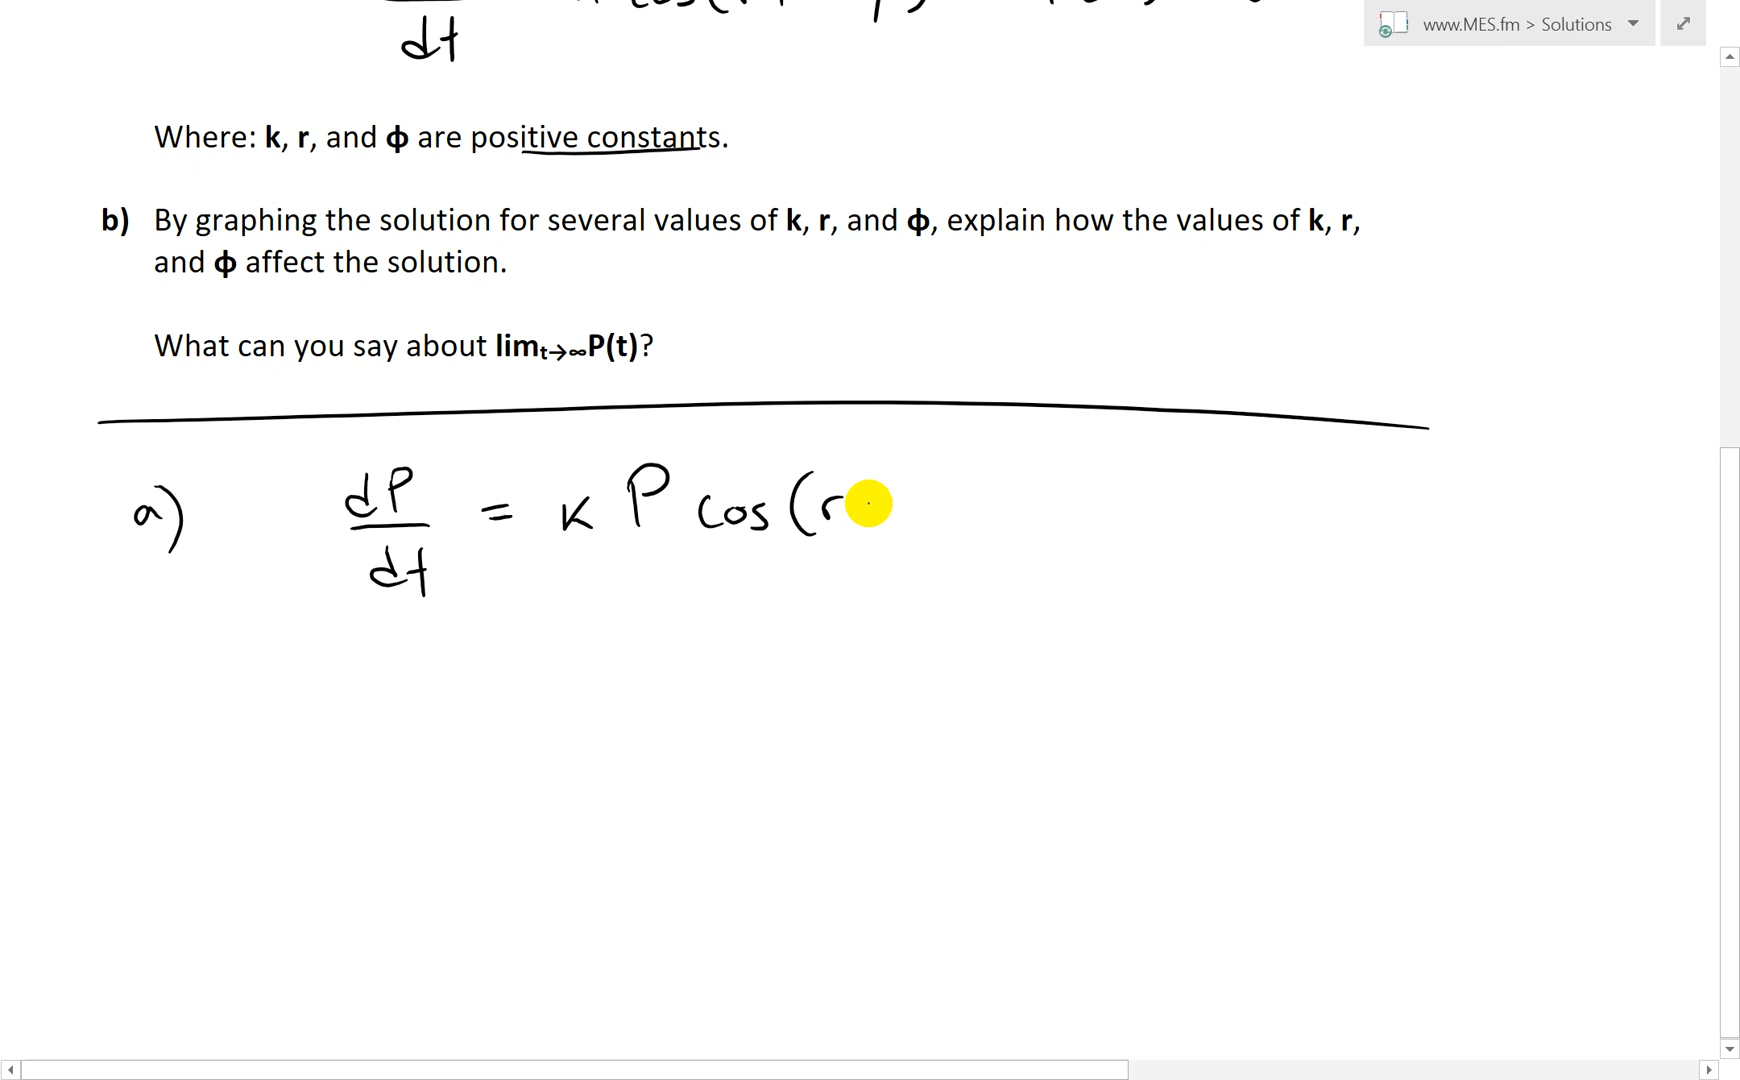 www.MES.fm > Solutions
dt
Where: k, r, and ϕ are positive constants.
b) By graphing the solution for several values of k, r, and ϕ, explain how the values of k, r,
and ϕ affect the solution.
What can you say about limₜ→∞P(t)?
a) dP
dt = k P cos(r